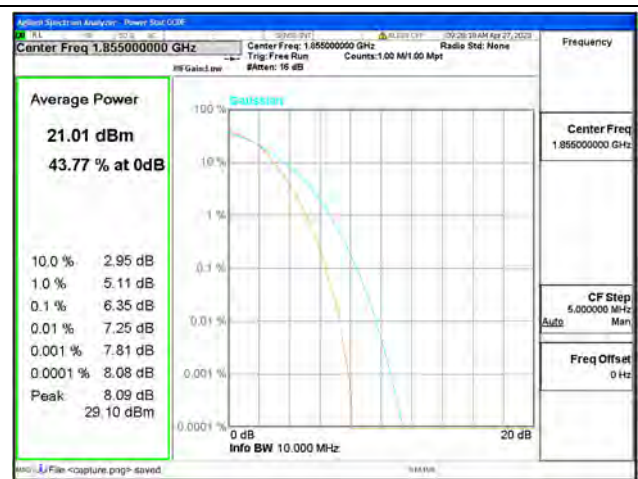 Agilent Spectrum Analyzer - Power Stat CCDF
RL
Center Freq 1.855000000 GHz
Center Freq: 1.855000000 GHz
Radio Std: None
Trig: Free Run
Counts:1.00 M/1.00 Mpt
#IFGain:Low
#Atten: 16 dB
Frequency
Average Power
21.01 dBm
43.77 % at 0dB
10.0 % 2.95 dB
1.0 % 5.11 dB
0.1 % 6.35 dB
0.01 % 7.25 dB
0.001 % 7.81 dB
0.0001 % 8.08 dB
Peak 8.09 dB
29.10 dBm
100 %
Gaussian
10 %
1 %
0.1 %
0.01 %
0.001 %
0.0001 %
0 dB
20 dB
Info BW 10.000 MHz
Center Freq
1.855000000 GHz
CF Step
5.000000 MHz
Auto Man
Freq Offset
0 Hz
MSG File <capture.png> saved
STATUS